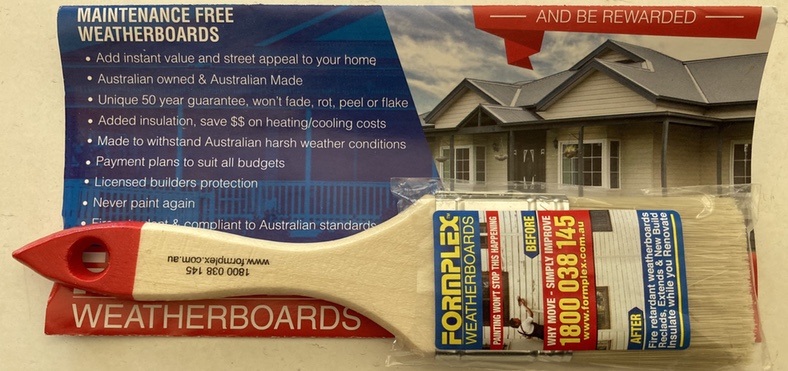 MAINTENANCE FREE
WEATHERBOARDS
• Add instant value and street appeal to your home
• Australian owned & Australian Made
• Unique 50 year guarantee, won't fade, rot, peel or flake
• Added insulation, save $$ on heating/cooling costs
• Made to withstand Australian harsh weather conditions
• Payment plans to suit all budgets
• Licensed builders protection
• Never paint again
• Fire & compliant to Australian standards
AND BE REWARDED
WEATHERBOARDS
1800 038 145
www.formplex.com.au
FORMPLEX
WEATHERBOARDS
PAINTING WON'T STOP THIS HAPPENING
BEFORE
WHY MOVE - SIMPLY IMPROVE
1800 038 145
www.formplex.com.au
AFTER
Fire retardant weatherboards
Reclads, Extends & New Build
Insulate while you Renovate